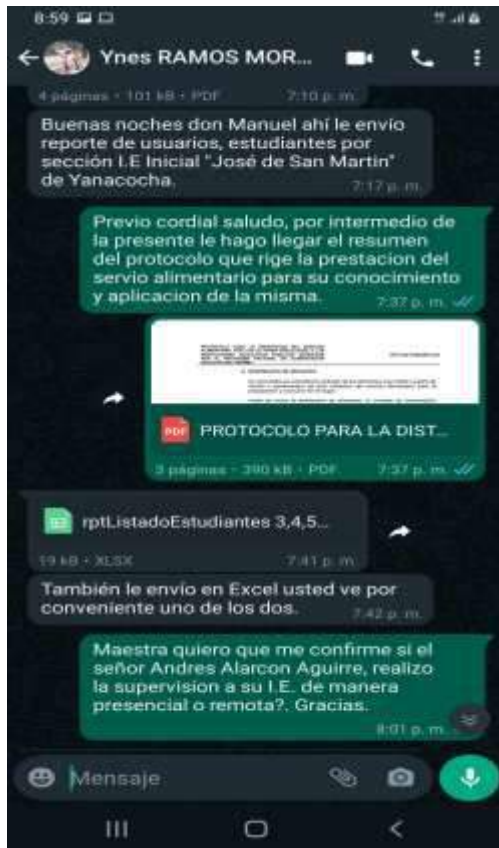 8:59
Ynes RAMOS MOR...
4 páginas • 101 kB • PDF 7:10 p. m.
Buenas noches don Manuel ahí le envío
reporte de usuarios, estudiantes por
sección I.E Inicial "José de San Martin"
de Yanacocha.
7:17 p. m.
Previo cordial saludo, por intermedio de
la presente le hago llegar el resumen
del protocolo que rige la prestacion del
servio alimentario para su conocimiento
y aplicacion de la misma.
7:37 p. m.
PDF PROTOCOLO PARA LA DIST...
3 páginas • 390 kB • PDF 7:37 p. m.
rptListadoEstudiantes 3,4,5...
19 kB • XLSX 7:41 p. m.
También le envío en Excel usted ve por
conveniente uno de los dos.
7:42 p. m.
Maestra quiero que me confirme si el
señor Andres Alarcon Aguirre, realizo
la supervision a su I.E. de manera
presencial o remota?. Gracias.
8:01 p. m.
Mensaje